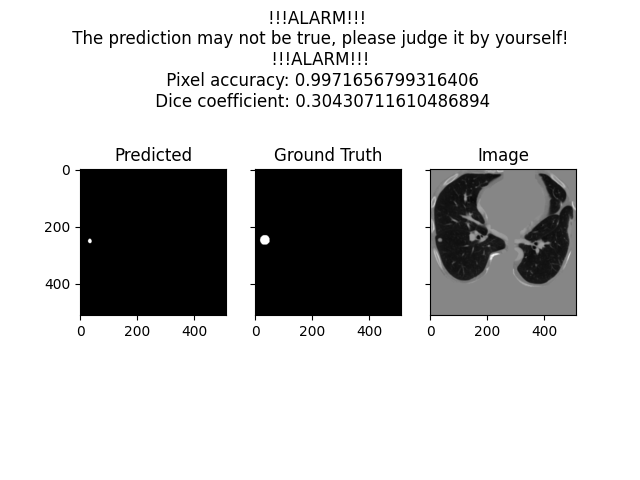 !!!ALARM!!!
The prediction may not be true, please judge it by yourself!
!!!ALARM!!!
Pixel accuracy: 0.9971656799316406
Dice coefficient: 0.30430711610486894
Predicted
Ground Truth
Image
0
200
400
0 200 400
0 200 400
0 200 400